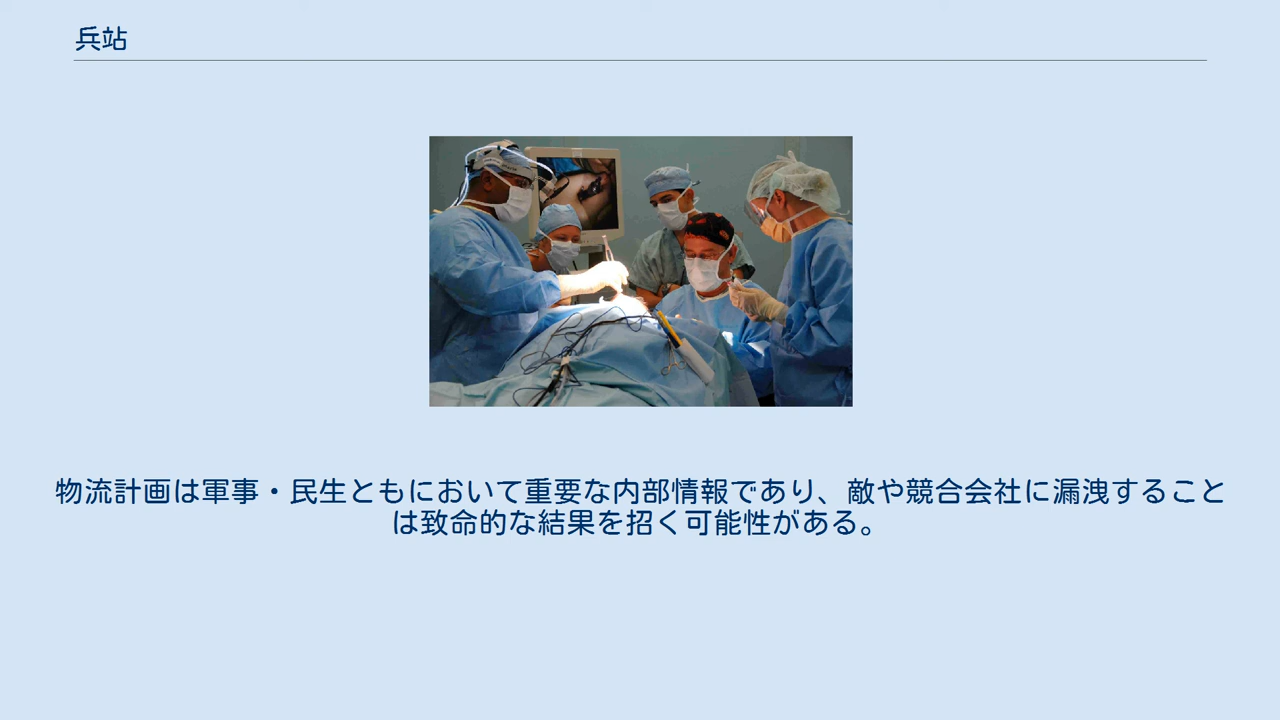 兵站
物流計画は軍事・民生ともにおいて重要な内部情報であり、敵や競合会社に漏洩すること
は致命的な結果を招く可能性がある。